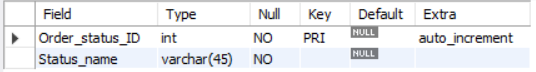 Field Type Null Key Default Extra
Order_status_ID int NO PRI NULL auto_increment
Status_name varchar(45) NO NULL